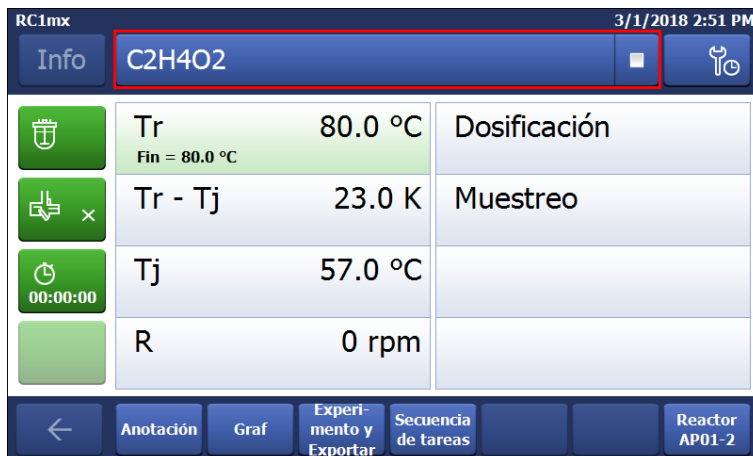 RC1mx 3/1/2018 2:51 PM
Info C2H4O2
Tr 80.0 °C Dosificación
Fin = 80.0 °C
Tr - Tj 23.0 K Muestreo
×
Tj 57.0 °C
00:00:00
R 0 rpm
Anotación Graf Experi-
mento y
Exportar Secuencia
de tareas Reactor
AP01-2